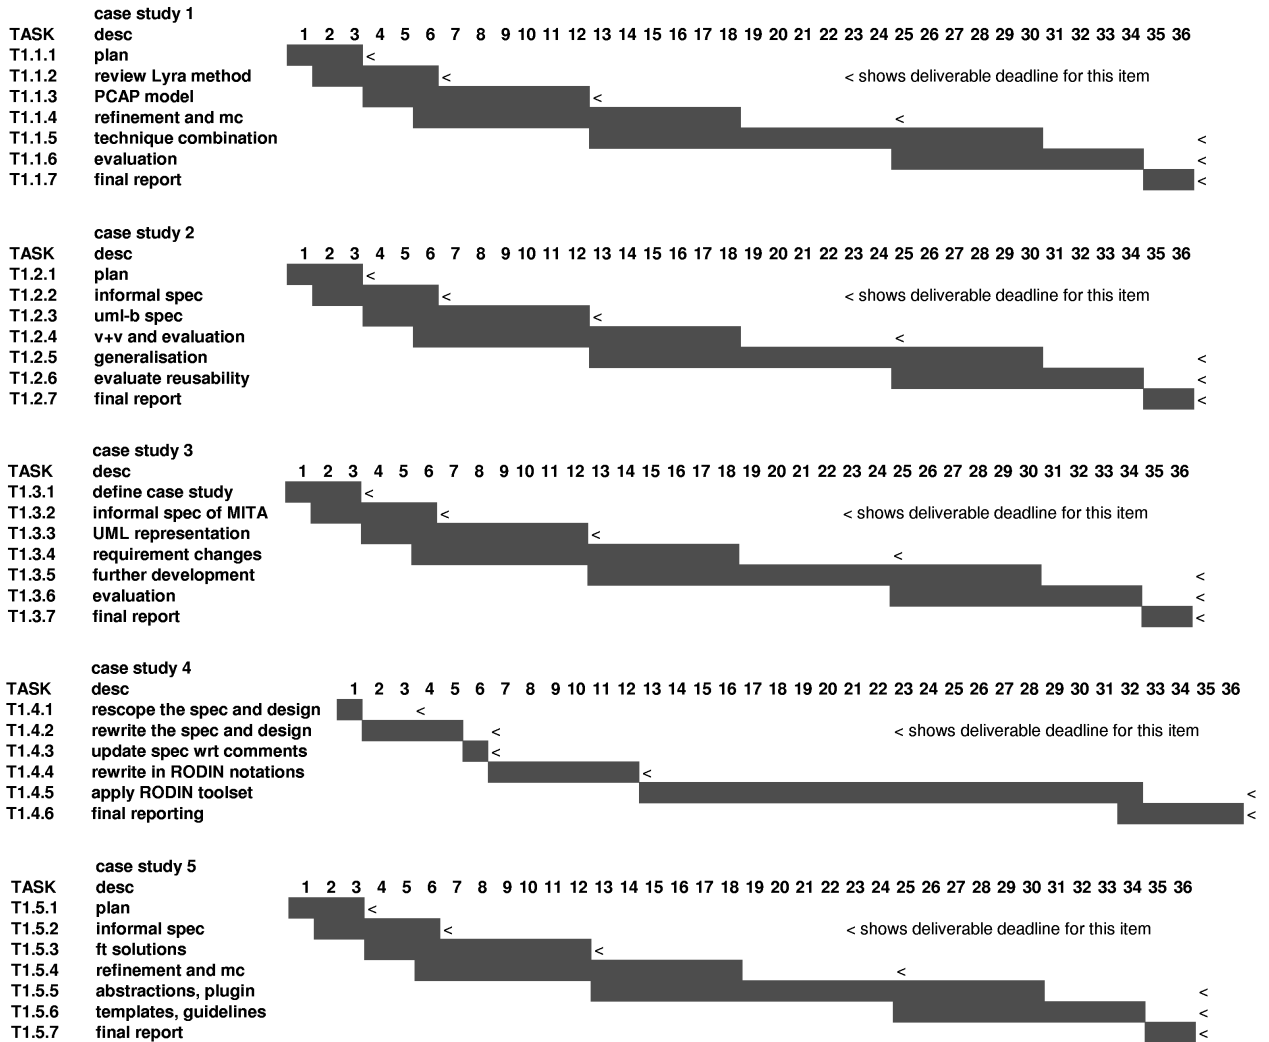 case study 1
TASK desc 1 2 3 4 5 6 7 8 9 10 11 12 13 14 15 16 17 18 19 20 21 22 23 24 25 26 27 28 29 30 31 32 33 34 35 36
T1.1.1 plan <
T1.1.2 review Lyra method < < shows deliverable deadline for this item
T1.1.3 PCAP model <
T1.1.4 refinement and mc <
T1.1.5 technique combination <
T1.1.6 evaluation <
T1.1.7 final report <
case study 2
TASK desc 1 2 3 4 5 6 7 8 9 10 11 12 13 14 15 16 17 18 19 20 21 22 23 24 25 26 27 28 29 30 31 32 33 34 35 36
T1.2.1 plan <
T1.2.2 informal spec < < shows deliverable deadline for this item
T1.2.3 uml-b spec <
T1.2.4 v+v and evaluation <
T1.2.5 generalisation <
T1.2.6 evaluate reusability <
T1.2.7 final report <
case study 3
TASK desc 1 2 3 4 5 6 7 8 9 10 11 12 13 14 15 16 17 18 19 20 21 22 23 24 25 26 27 28 29 30 31 32 33 34 35 36
T1.3.1 define case study <
T1.3.2 informal spec of MITA < < shows deliverable deadline for this item
T1.3.3 UML representation <
T1.3.4 requirement changes <
T1.3.5 further development <
T1.3.6 evaluation <
T1.3.7 final report <
case study 4
TASK desc 1 2 3 4 5 6 7 8 9 10 11 12 13 14 15 16 17 18 19 20 21 22 23 24 25 26 27 28 29 30 31 32 33 34 35 36
T1.4.1 rescope the spec and design <
T1.4.2 rewrite the spec and design < < shows deliverable deadline for this item
T1.4.3 update spec wrt comments <
T1.4.4 rewrite in RODIN notations <
T1.4.5 apply RODIN toolset <
T1.4.6 final reporting <
case study 5
TASK desc 1 2 3 4 5 6 7 8 9 10 11 12 13 14 15 16 17 18 19 20 21 22 23 24 25 26 27 28 29 30 31 32 33 34 35 36
T1.5.1 plan <
T1.5.2 informal spec < < shows deliverable deadline for this item
T1.5.3 ft solutions <
T1.5.4 refinement and mc <
T1.5.5 abstractions, plugin <
T1.5.6 templates, guidelines <
T1.5.7 final report <